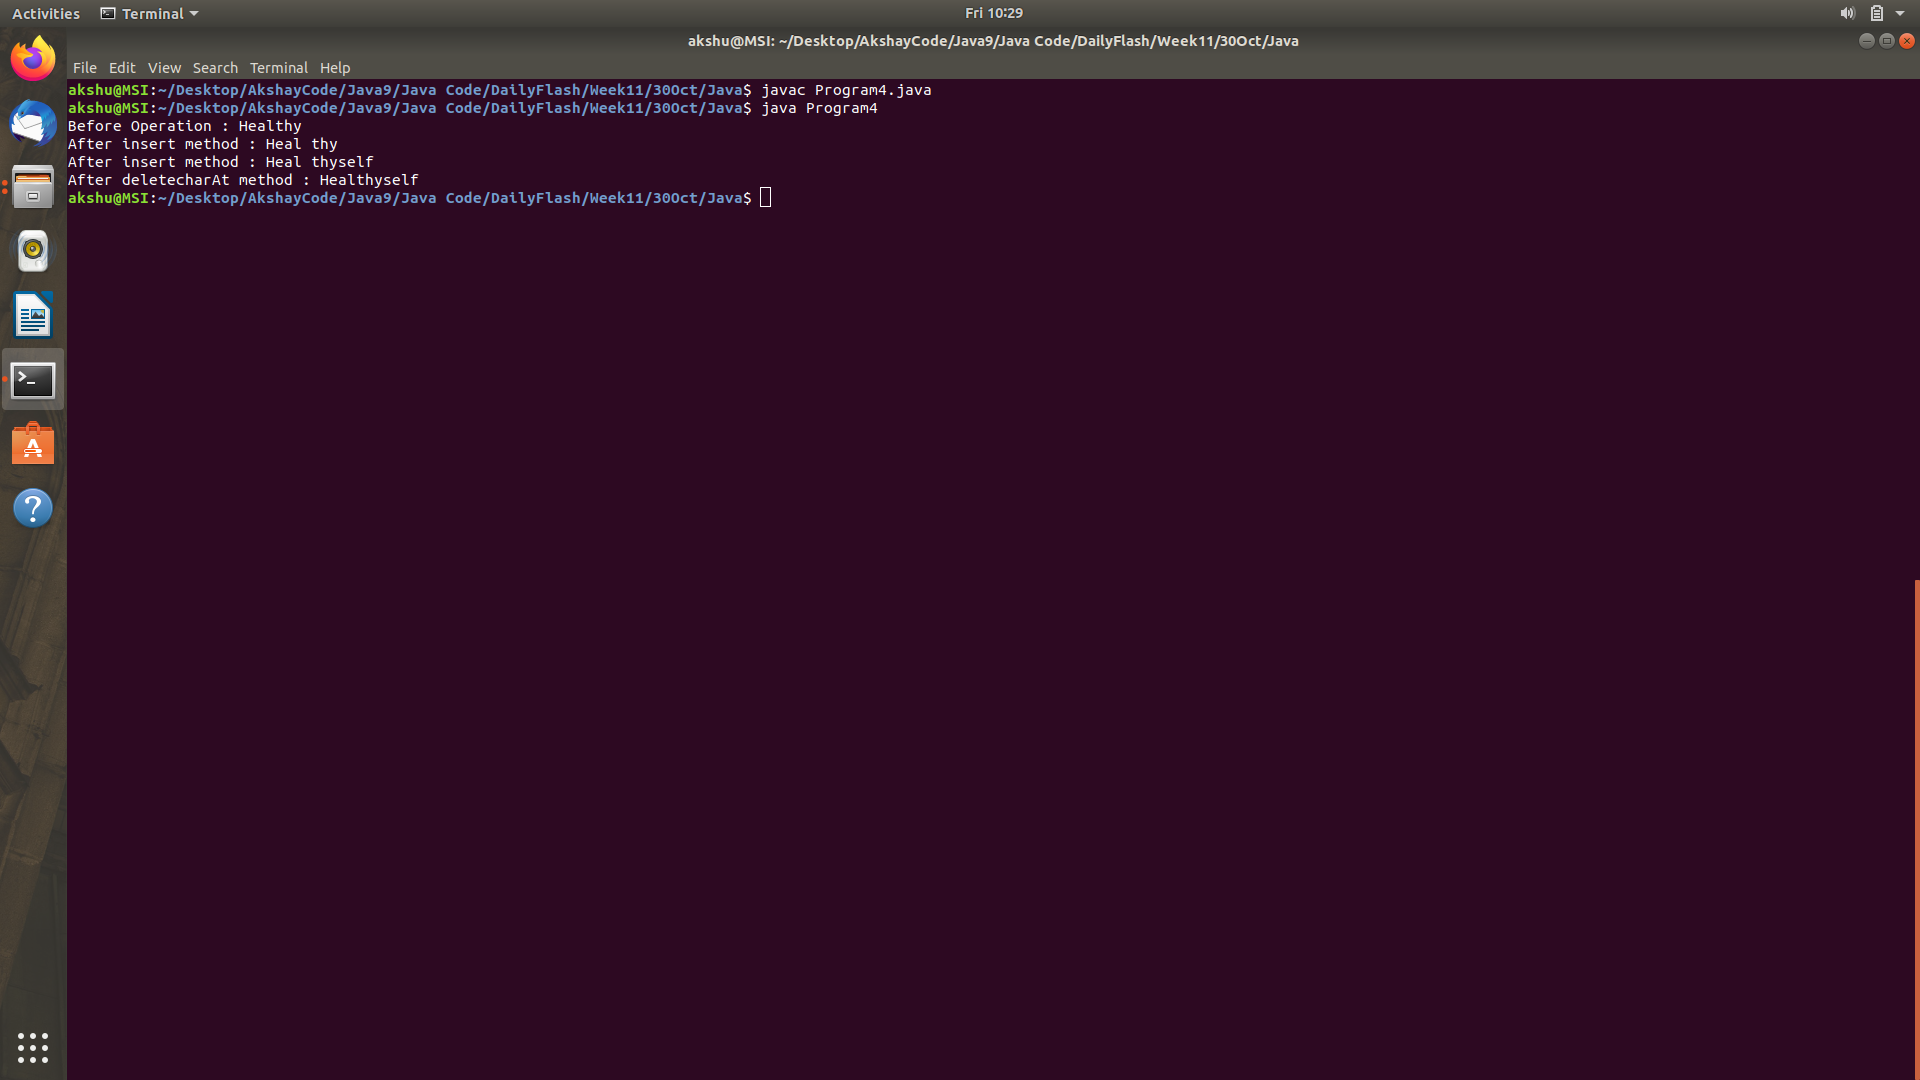 Activities Terminal Fri 10:29
akshu@MSI: ~/Desktop/AkshayCode/Java9/Java Code/DailyFlash/Week11/30Oct/Java
File Edit View Search Terminal Help
akshu@MSI:~/Desktop/AkshayCode/Java9/Java Code/DailyFlash/Week11/30Oct/Java$ javac Program4.java
akshu@MSI:~/Desktop/AkshayCode/Java9/Java Code/DailyFlash/Week11/30Oct/Java$ java Program4
Before Operation : Healthy
After insert method : Heal thy
After insert method : Heal thyself
After deletecharAt method : Healthyself
akshu@MSI:~/Desktop/AkshayCode/Java9/Java Code/DailyFlash/Week11/30Oct/Java$